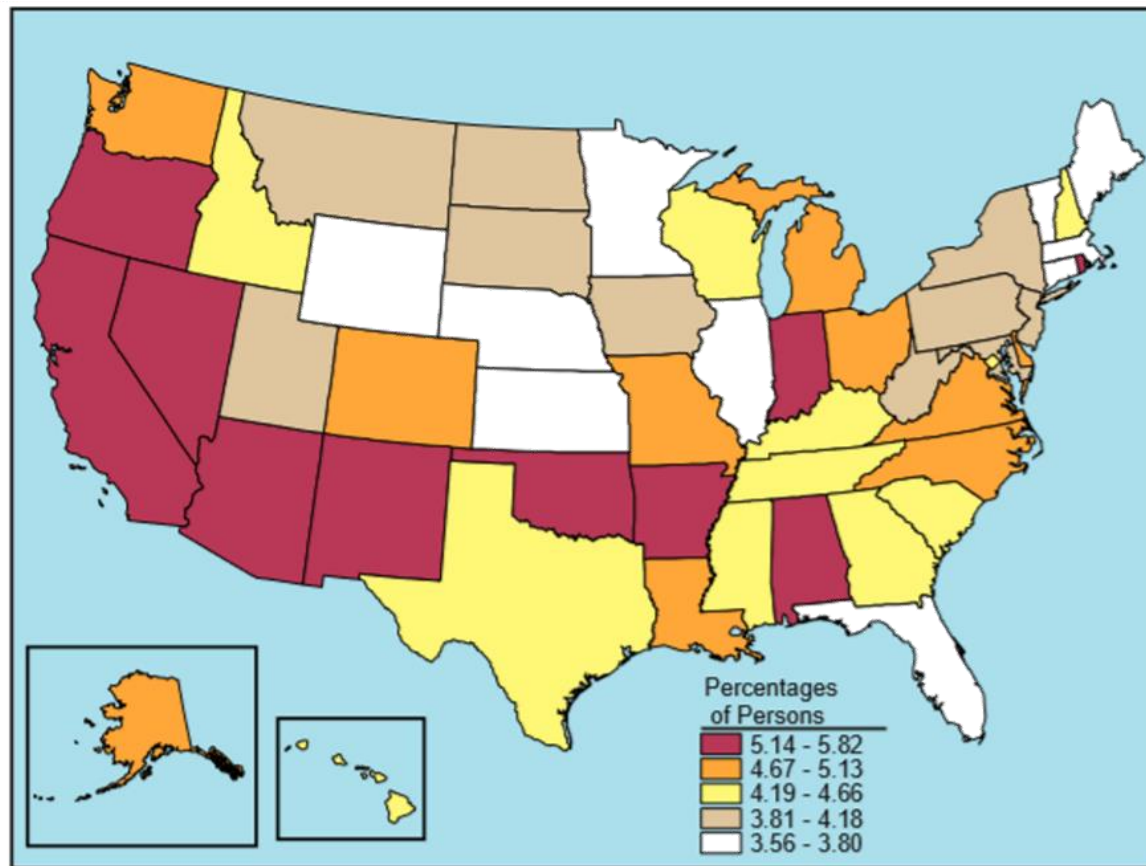 Percentages
of Persons
5.14 - 5.82
4.67 - 5.13
4.19 - 4.66
3.81 - 4.18
3.56 - 3.80